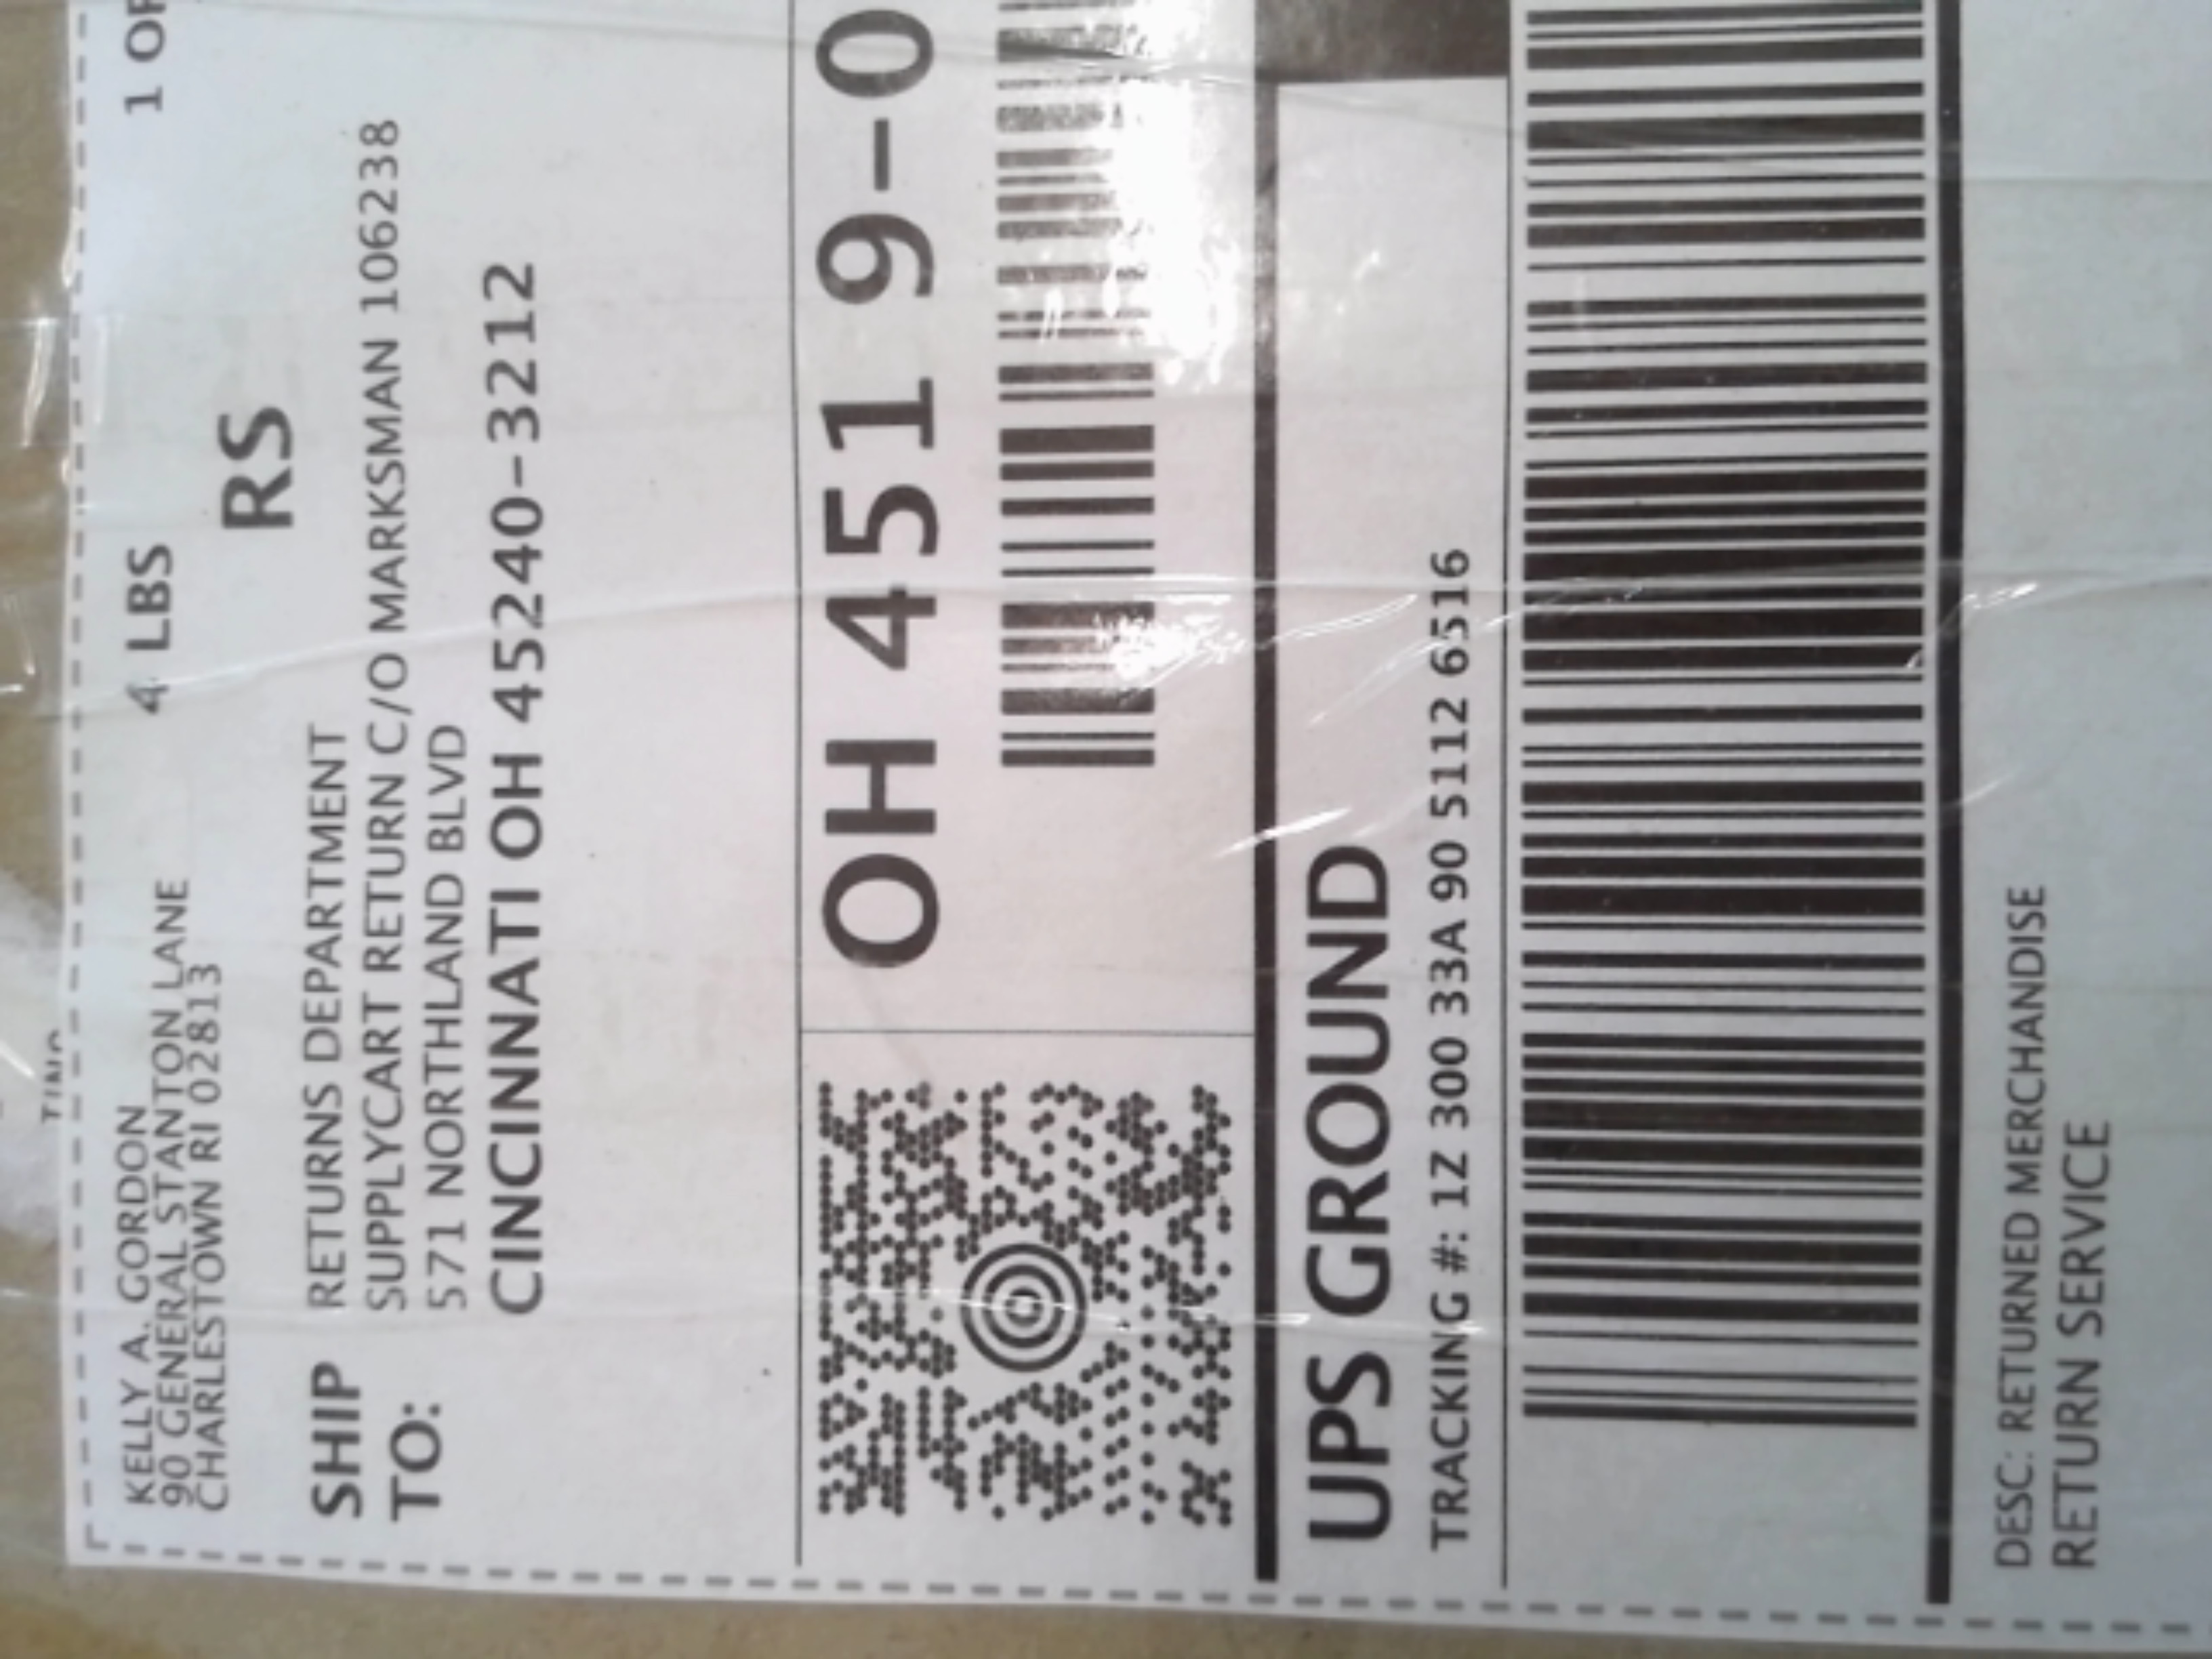 KELLY A. GORDON
90 GENERAL STANTON LANE
CHARLESTOWN RI 02813
4 LBS
1 OF
RS
SHIP TO:
RETURNS DEPARTMENT
SUPPLYCART RETURN C/O MARKSMAN 106238
571 NORTHLAND BLVD
CINCINNATI OH 45240-3212
OH 451 9-0
UPS GROUND
TRACKING #: 1Z 300 33A 90 5112 6516
DESC: RETURNED MERCHANDISE
RETURN SERVICE